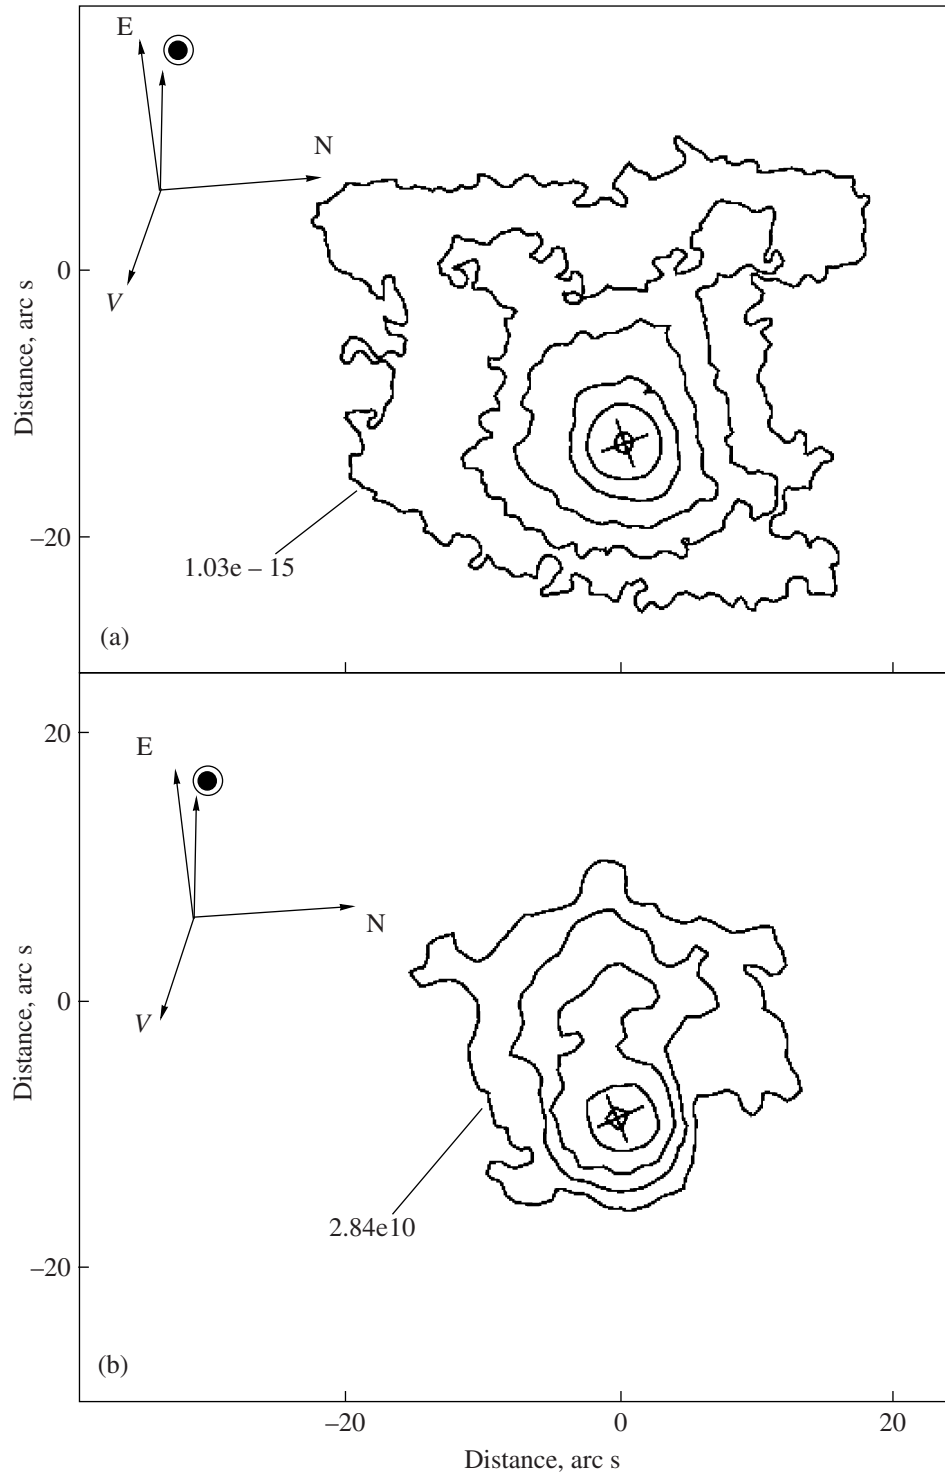 E
N
V
0
–20
Distance, arc s
1.03e – 15
(a)
20
E
N
V
0
–20
Distance, arc s
2.84e10
(b)
–20 0 20
Distance, arc s